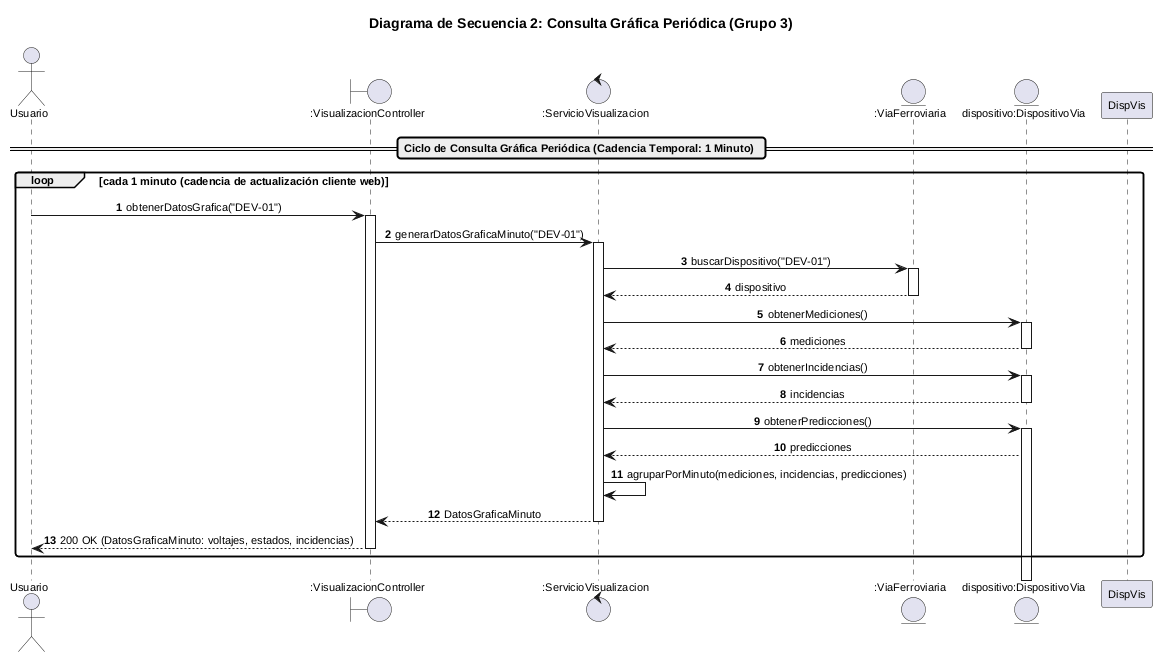 Diagrama de Secuencia 2: Consulta Gráfica Periódica (Grupo 3)
Usuario
:VisualizacionController
:ServicioVisualizacion
:ViaFerroviaria
dispositivo:DispositivoVia
DispVis
Ciclo de Consulta Gráfica Periódica (Cadencia Temporal: 1 Minuto)
loop
[cada 1 minuto (cadencia de actualización cliente web)]
1 obtenerDatosGrafica("DEV-01")
2 generarDatosGraficaMinuto("DEV-01")
3 buscarDispositivo("DEV-01")
4 dispositivo
5 obtenerMediciones()
6 mediciones
7 obtenerIncidencias()
8 incidencias
9 obtenerPredicciones()
10 predicciones
11 agruparPorMinuto(mediciones, incidencias, predicciones)
12 DatosGraficaMinuto
13 200 OK (DatosGraficaMinuto: voltajes, estados, incidencias)
Usuario
:VisualizacionController
:ServicioVisualizacion
:ViaFerroviaria
dispositivo:DispositivoVia
DispVis